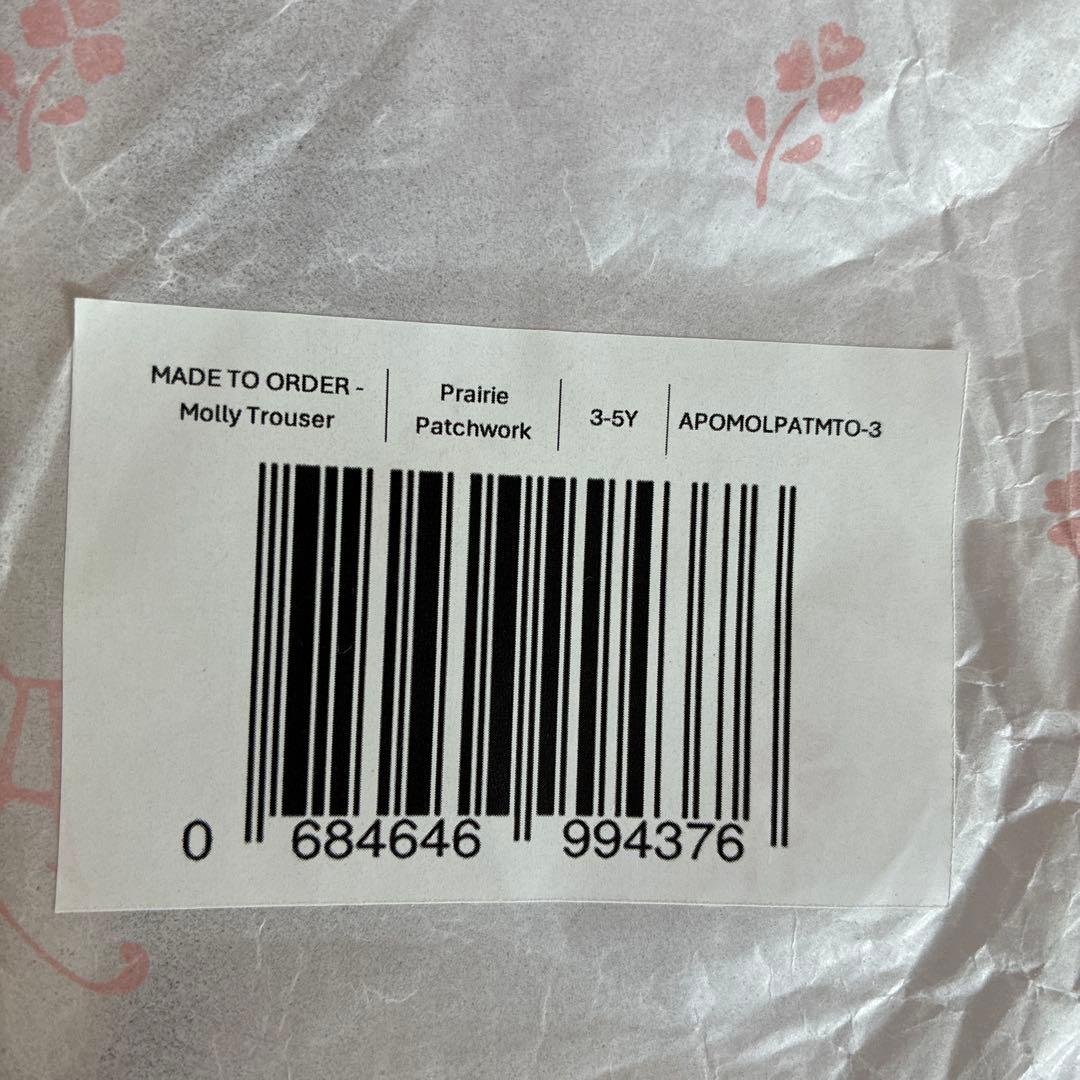 MADE TO ORDER -
Molly Trouser
Prairie
Patchwork
3-5Y
APOMOLPATMTO-3
0 684646 994376